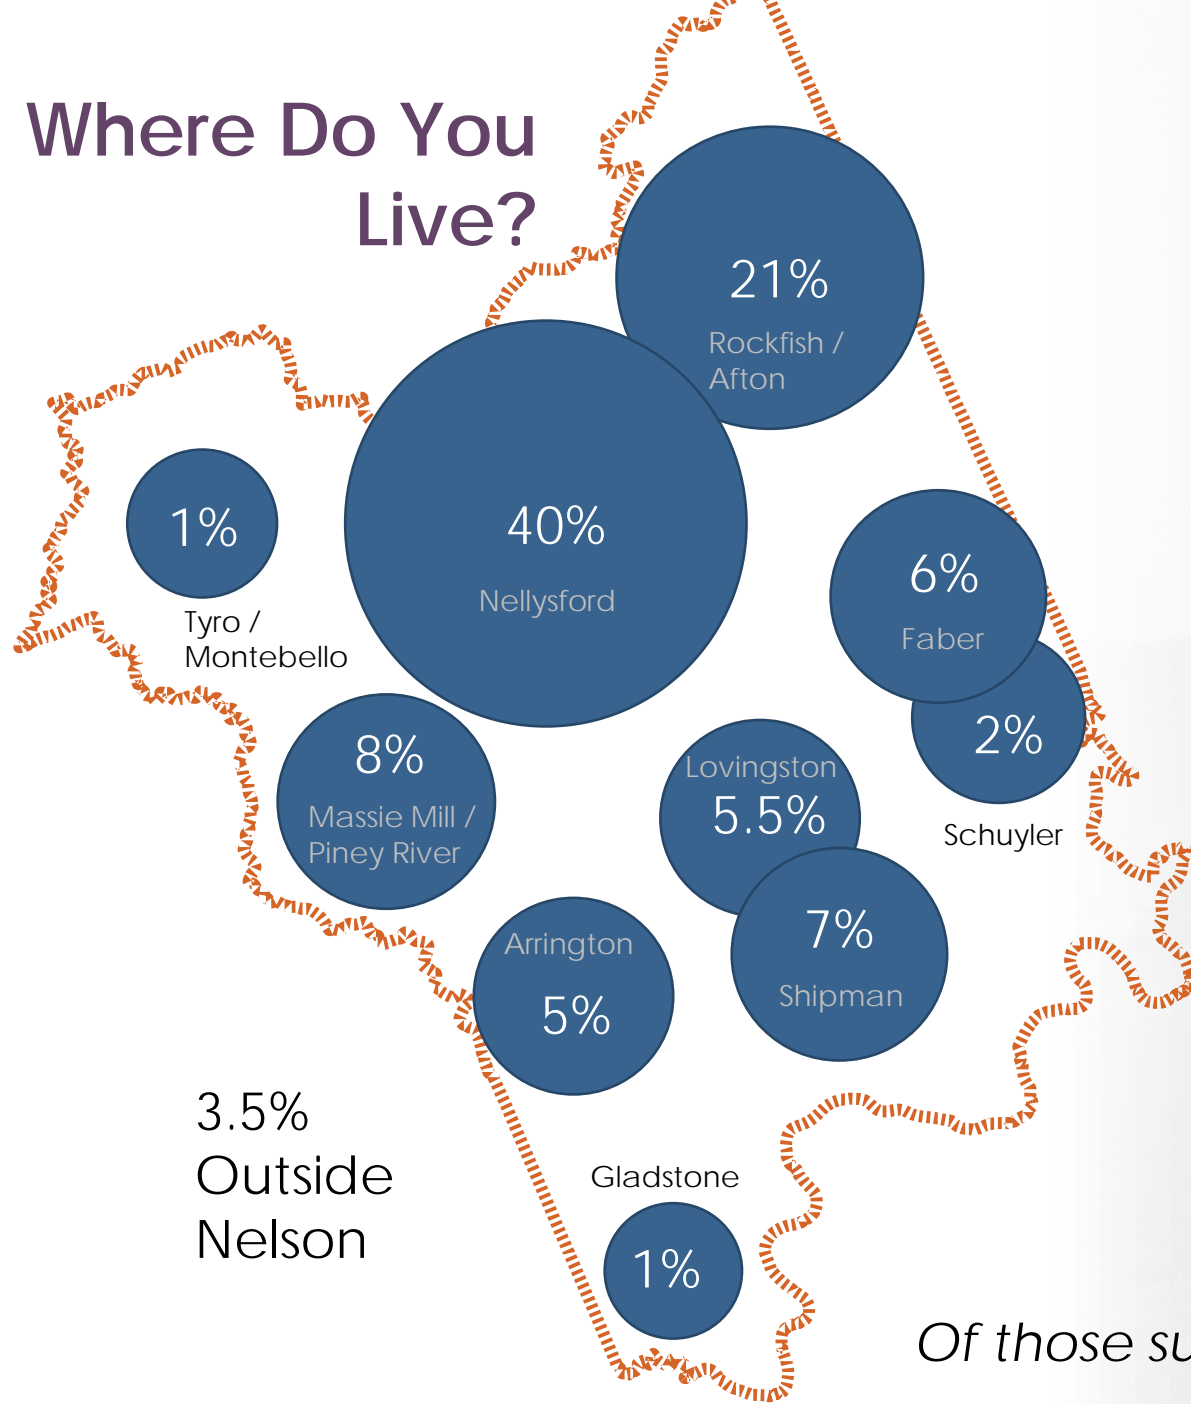 Where Do You
Live?
21%
Rockfish /
Afton
40%
Nellysford
1%
Tyro /
Montebello
6%
Faber
2%
Schuyler
8%
Massie Mill /
Piney River
Lovingston
5.5%
7%
Shipman
Arrington
5%
3.5%
Outside
Nelson
Gladstone
1%
Of those